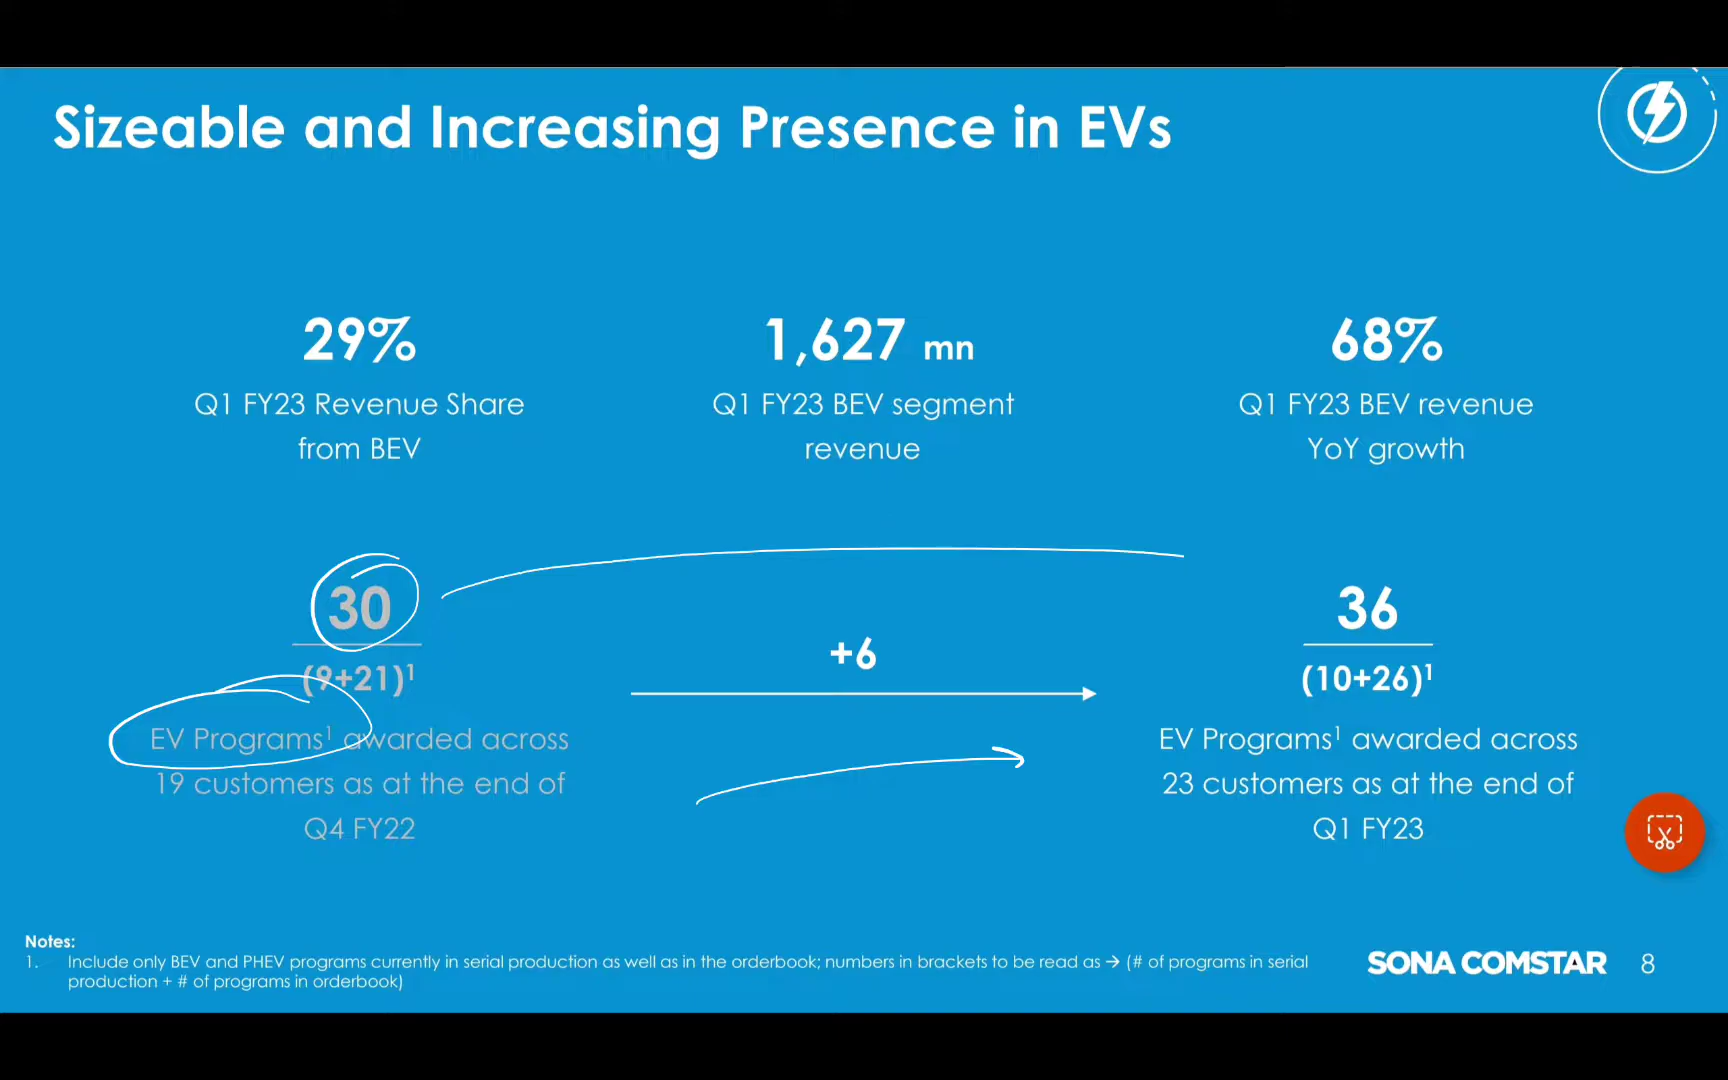 Sizeable and Increasing Presence in EVs
29%
Q1 FY23 Revenue Share
from BEV
1,627 mn
Q1 FY23 BEV segment
revenue
68%
Q1 FY23 BEV revenue
YoY growth
30
(9+21)¹
EV Programs¹ awarded across
19 customers as at the end of
Q4 FY22
+6
36
(10+26)¹
EV Programs¹ awarded across
23 customers as at the end of
Q1 FY23
Notes:
1. Include only BEV and PHEV programs currently in serial production as well as in the orderbook; numbers in brackets to be read as → (# of programs in serial
production + # of programs in orderbook)
SONA COMSTAR 8